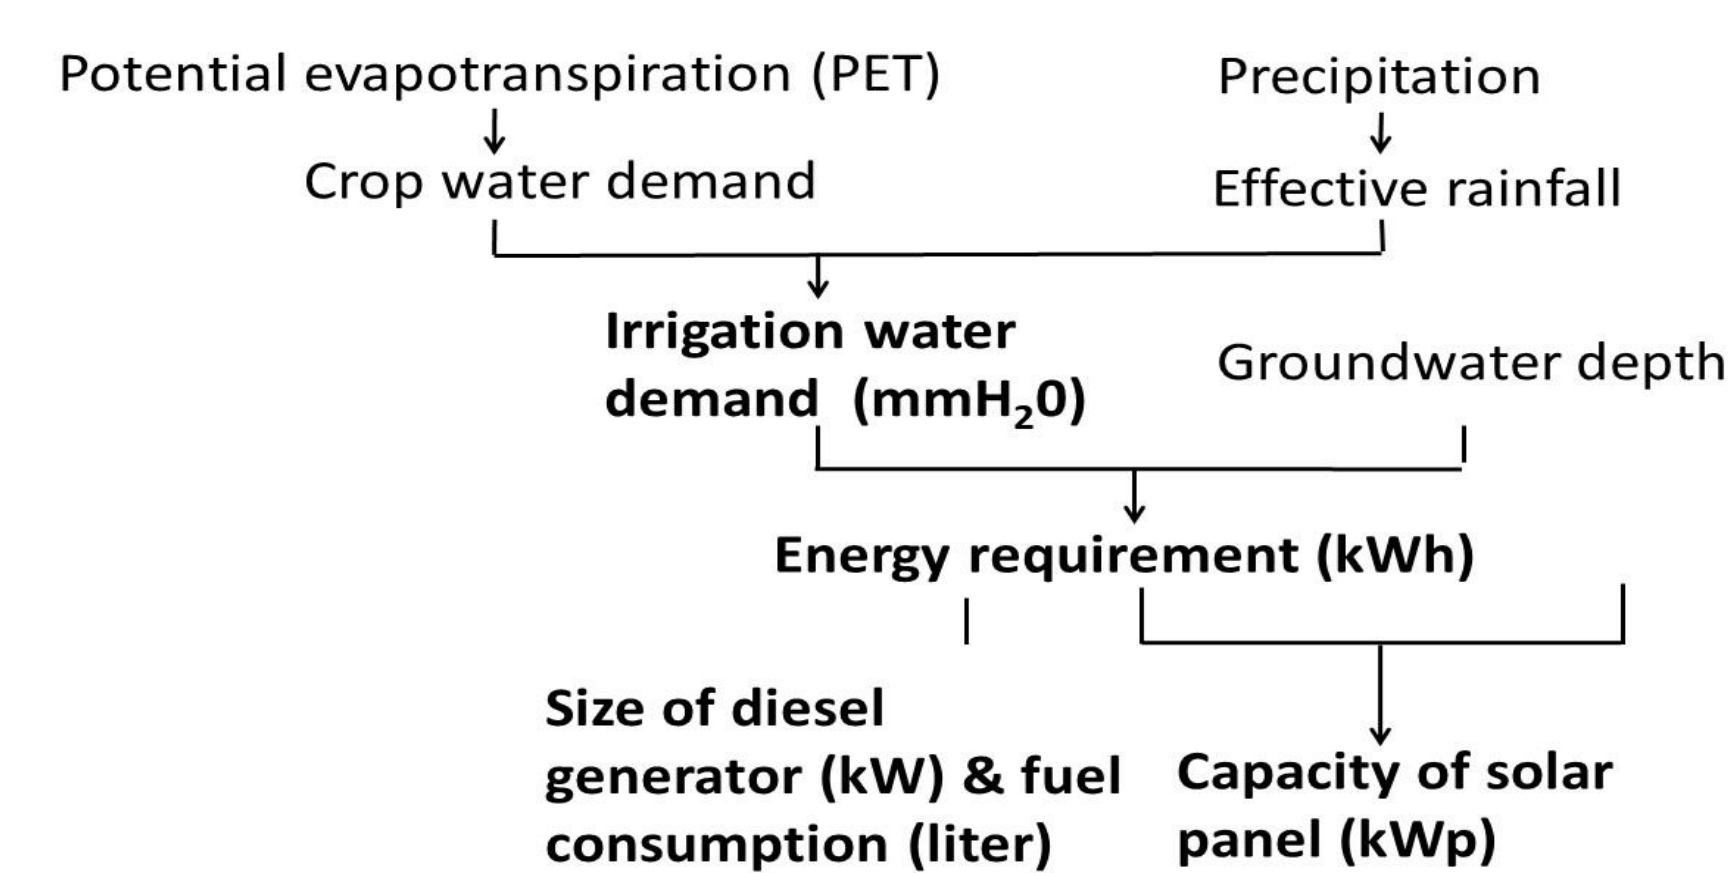 Potential evapotranspiration (PET)
Precipitation
Crop water demand
Effective rainfall
Irrigation water
demand (mmH₂0)
Groundwater depth
Energy requirement (kWh)
Size of diesel
generator (kW) & fuel
consumption (liter)
Capacity of solar
panel (kWp)